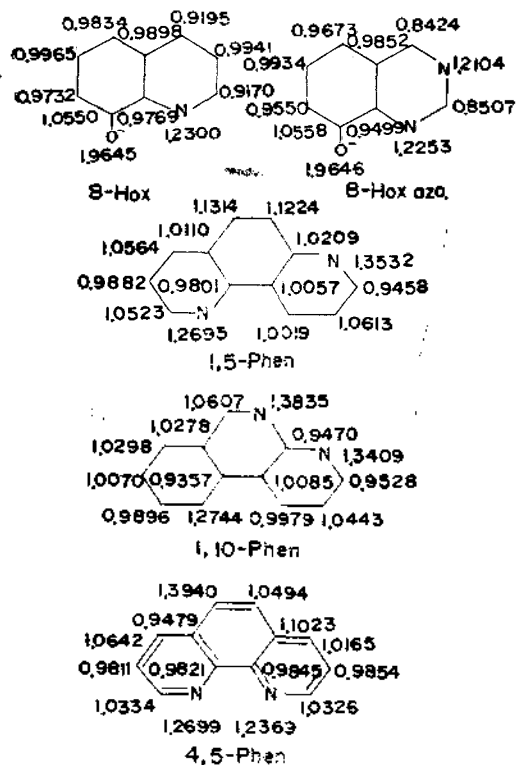 0,9834 0,9898 0,9195
0,9965 0,9941
0,9732 0,9170
1,0550 0,9769 N 1,2300
O⁻
1,9645
8-Hox
0,9673 0,9852 0,8424
0,9934 N 1,2104
0,9550 0,8507
1,0558 0,9499 N
O⁻ 1,2253
1,9646
8-Hox aza.
1,1314 1,1224
1,0110 1,0209
1,0564 N 1,3532
0,9882 0,9801 1,0057 0,9458
1,0523 N 1,0613
1,2693 1,0019
1,5-Phen
1,0607 N 1,3835
1,0278 0,9470
1,0298 N 1,3409
1,0070 0,9357 1,0085 0,9528
0,9896 1,2744 0,9979 1,0443
1,10-Phen
1,3940 1,0494
0,9479 1,1023
1,0642 1,0165
0,9811 0,9821 0,9845 0,9854
1,0334 N N 1,0326
1,2699 1,2369
4,5-Phen